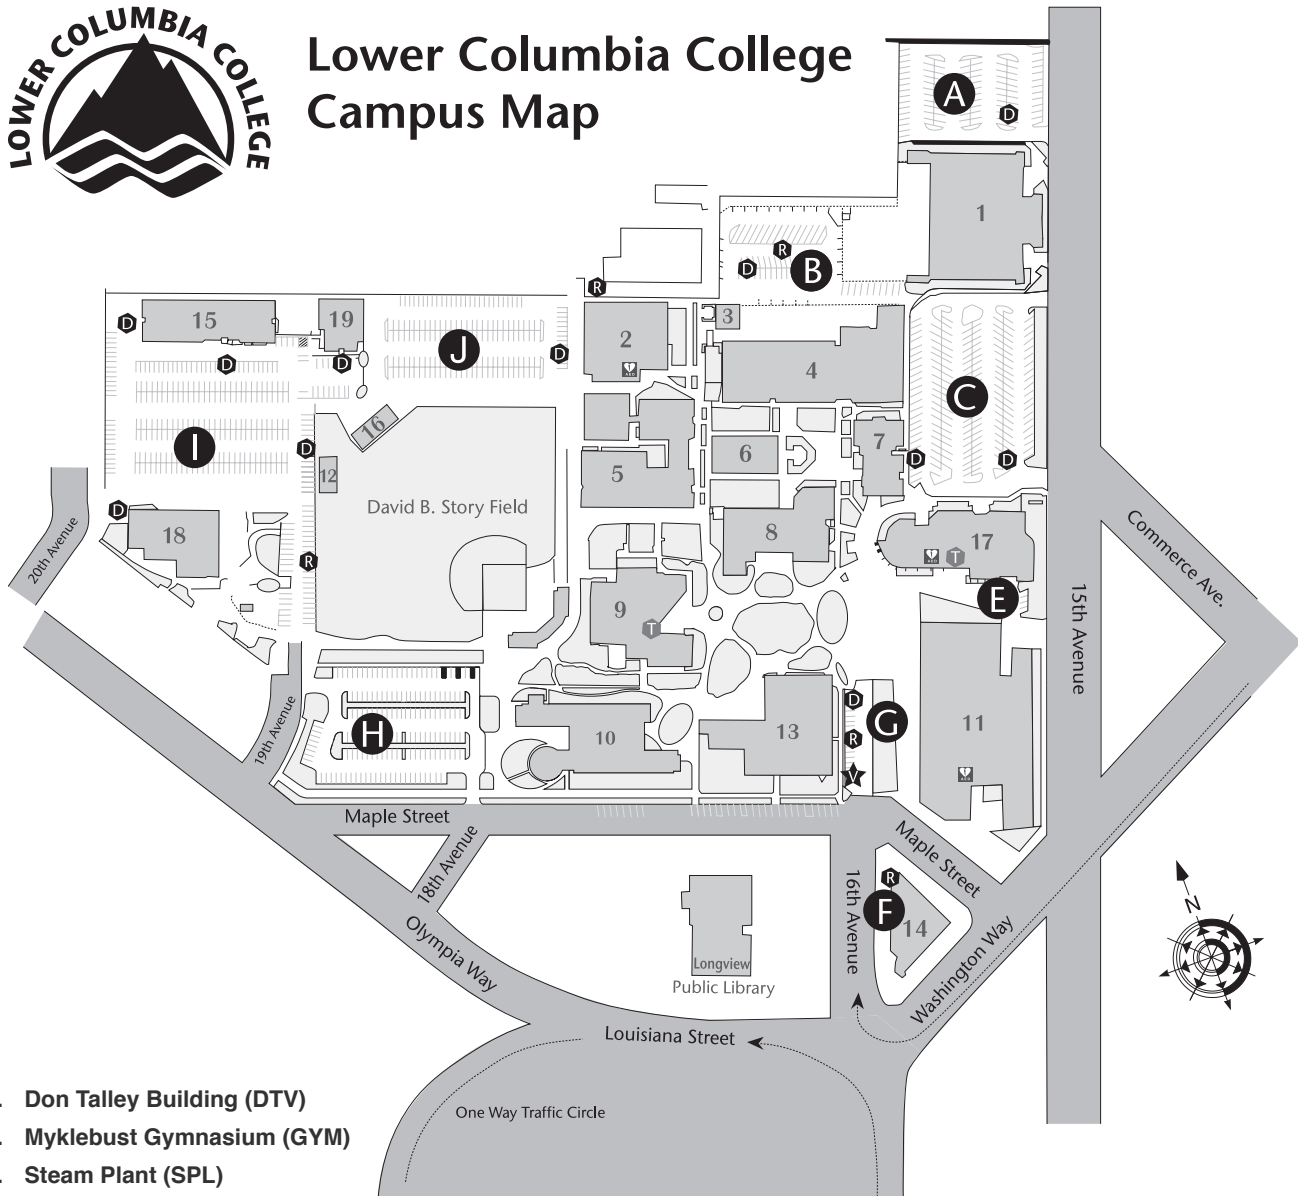 LOWER COLUMBIA COLLEGE
Lower Columbia College
Campus Map
A
D
1
R
D
B
R
15
19
D
J
2
AED
3
4
D
D
D
C
I
16
D
12
5
6
7
D
D
David B. Story Field
D
18
20th Avenue
R
8
17
AED
T
Commerce Ave.
E
9
T
15th Avenue
19th Avenue
H
10
13
D
G
R
V
11
AED
Maple Street
18th Avenue
Maple Street
16th Avenue
R
F
14
N
Olympia Way
Longview
Public Library
Washington Way
Louisiana Street
One Way Traffic Circle
. Don Talley Building (DTV)
. Myklebust Gymnasium (GYM)
. Steam Plant (SPL)